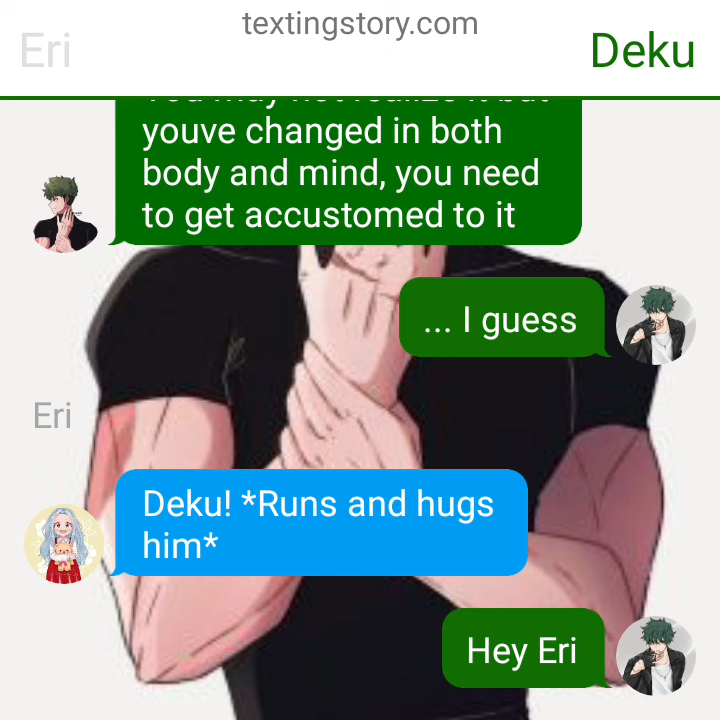 textingstory.com
Eri
Deku
youve changed in both
body and mind, you need
to get accustomed to it
... I guess
Eri
Deku! *Runs and hugs
him*
Hey Eri